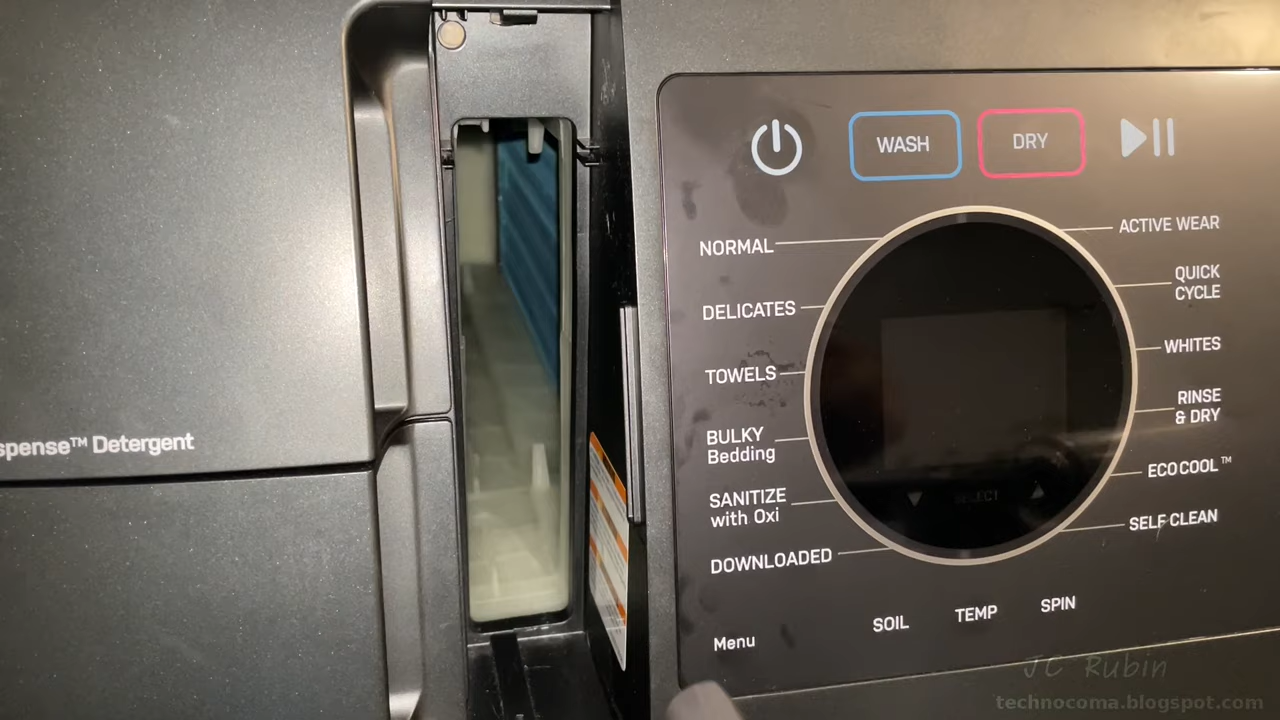 spense™ Detergent
WASH
DRY
NORMAL
DELICATES
TOWELS
BULKY
Bedding
SANITIZE
with Oxi
DOWNLOADED
ACTIVE WEAR
QUICK
CYCLE
WHITES
RINSE
& DRY
ECOCOOL™
SELF CLEAN
SELECT
SOIL
TEMP
SPIN
Menu
JC Rubin
technocoma.blogspot.com